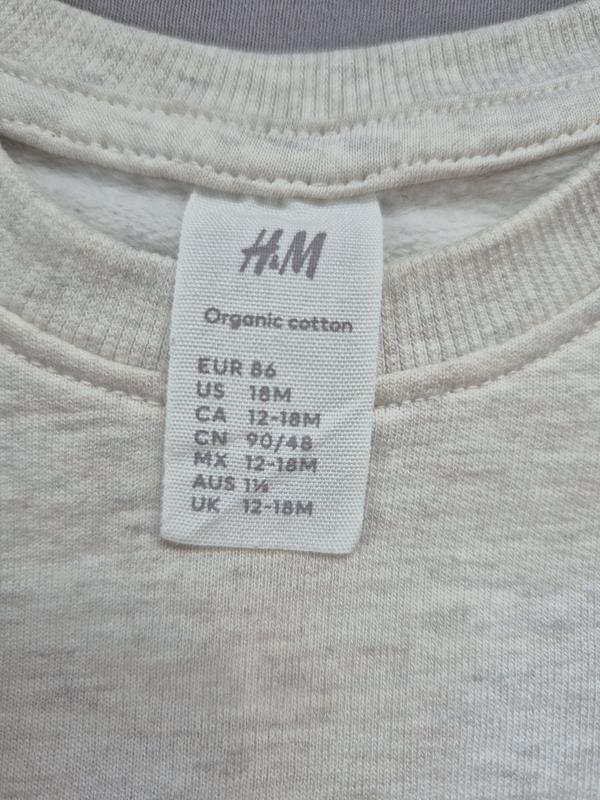 H&M
Organic cotton
EUR 86
US 18M
CA 12-18M
CN 90/48
MX 12-18M
AUS 1½
UK 12-18M